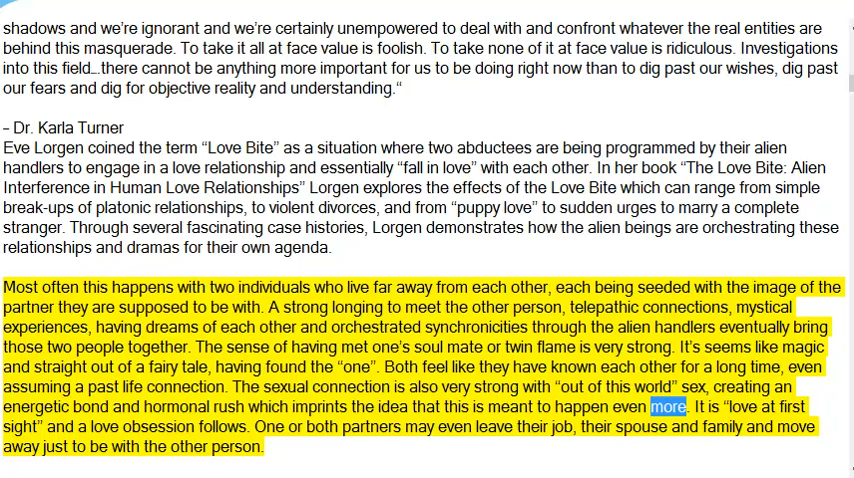 shadows and we’re ignorant and we’re certainly unempowered to deal with and confront whatever the real entities are
behind this masquerade. To take it all at face value is foolish. To take none of it at face value is ridiculous. Investigations
into this field…there cannot be anything more important for us to be doing right now than to dig past our wishes, dig past
our fears and dig for objective reality and understanding.“
– Dr. Karla Turner
Eve Lorgen coined the term “Love Bite” as a situation where two abductees are being programmed by their alien
handlers to engage in a love relationship and essentially “fall in love” with each other. In her book “The Love Bite: Alien
Interference in Human Love Relationships” Lorgen explores the effects of the Love Bite which can range from simple
break-ups of platonic relationships, to violent divorces, and from “puppy love” to sudden urges to marry a complete
stranger. Through several fascinating case histories, Lorgen demonstrates how the alien beings are orchestrating these
relationships and dramas for their own agenda.
Most often this happens with two individuals who live far away from each other, each being seeded with the image of the
partner they are supposed to be with. A strong longing to meet the other person, telepathic connections, mystical
experiences, having dreams of each other and orchestrated synchronicities through the alien handlers eventually bring
those two people together. The sense of having met one’s soul mate or twin flame is very strong. It’s seems like magic
and straight out of a fairy tale, having found the “one”. Both feel like they have known each other for a long time, even
assuming a past life connection. The sexual connection is also very strong with “out of this world” sex, creating an
energetic bond and hormonal rush which imprints the idea that this is meant to happen even more. It is “love at first
sight” and a love obsession follows. One or both partners may even leave their job, their spouse and family and move
away just to be with the other person.